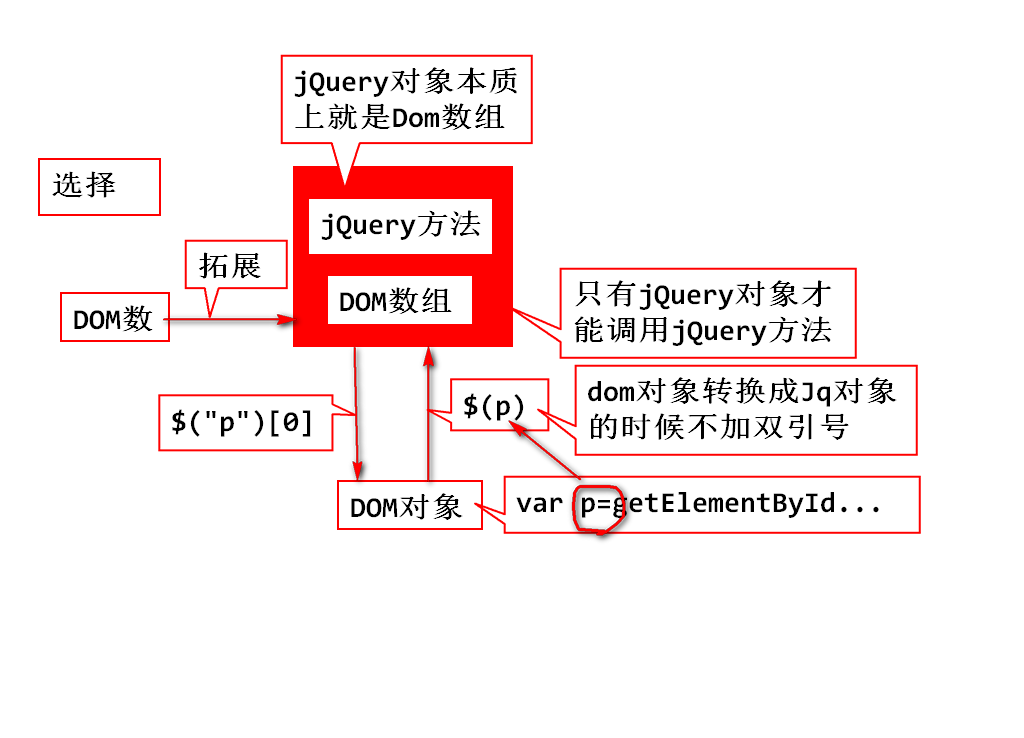 jQuery对象本质
上就是Dom数组
选择
jQuery方法
拓展
DOM数组
DOM数
只有jQuery对象才
能调用jQuery方法
$("p")[0]
$(p)
dom对象转换成Jq对象
的时候不加双引号
DOM对象
var p=getElementById...